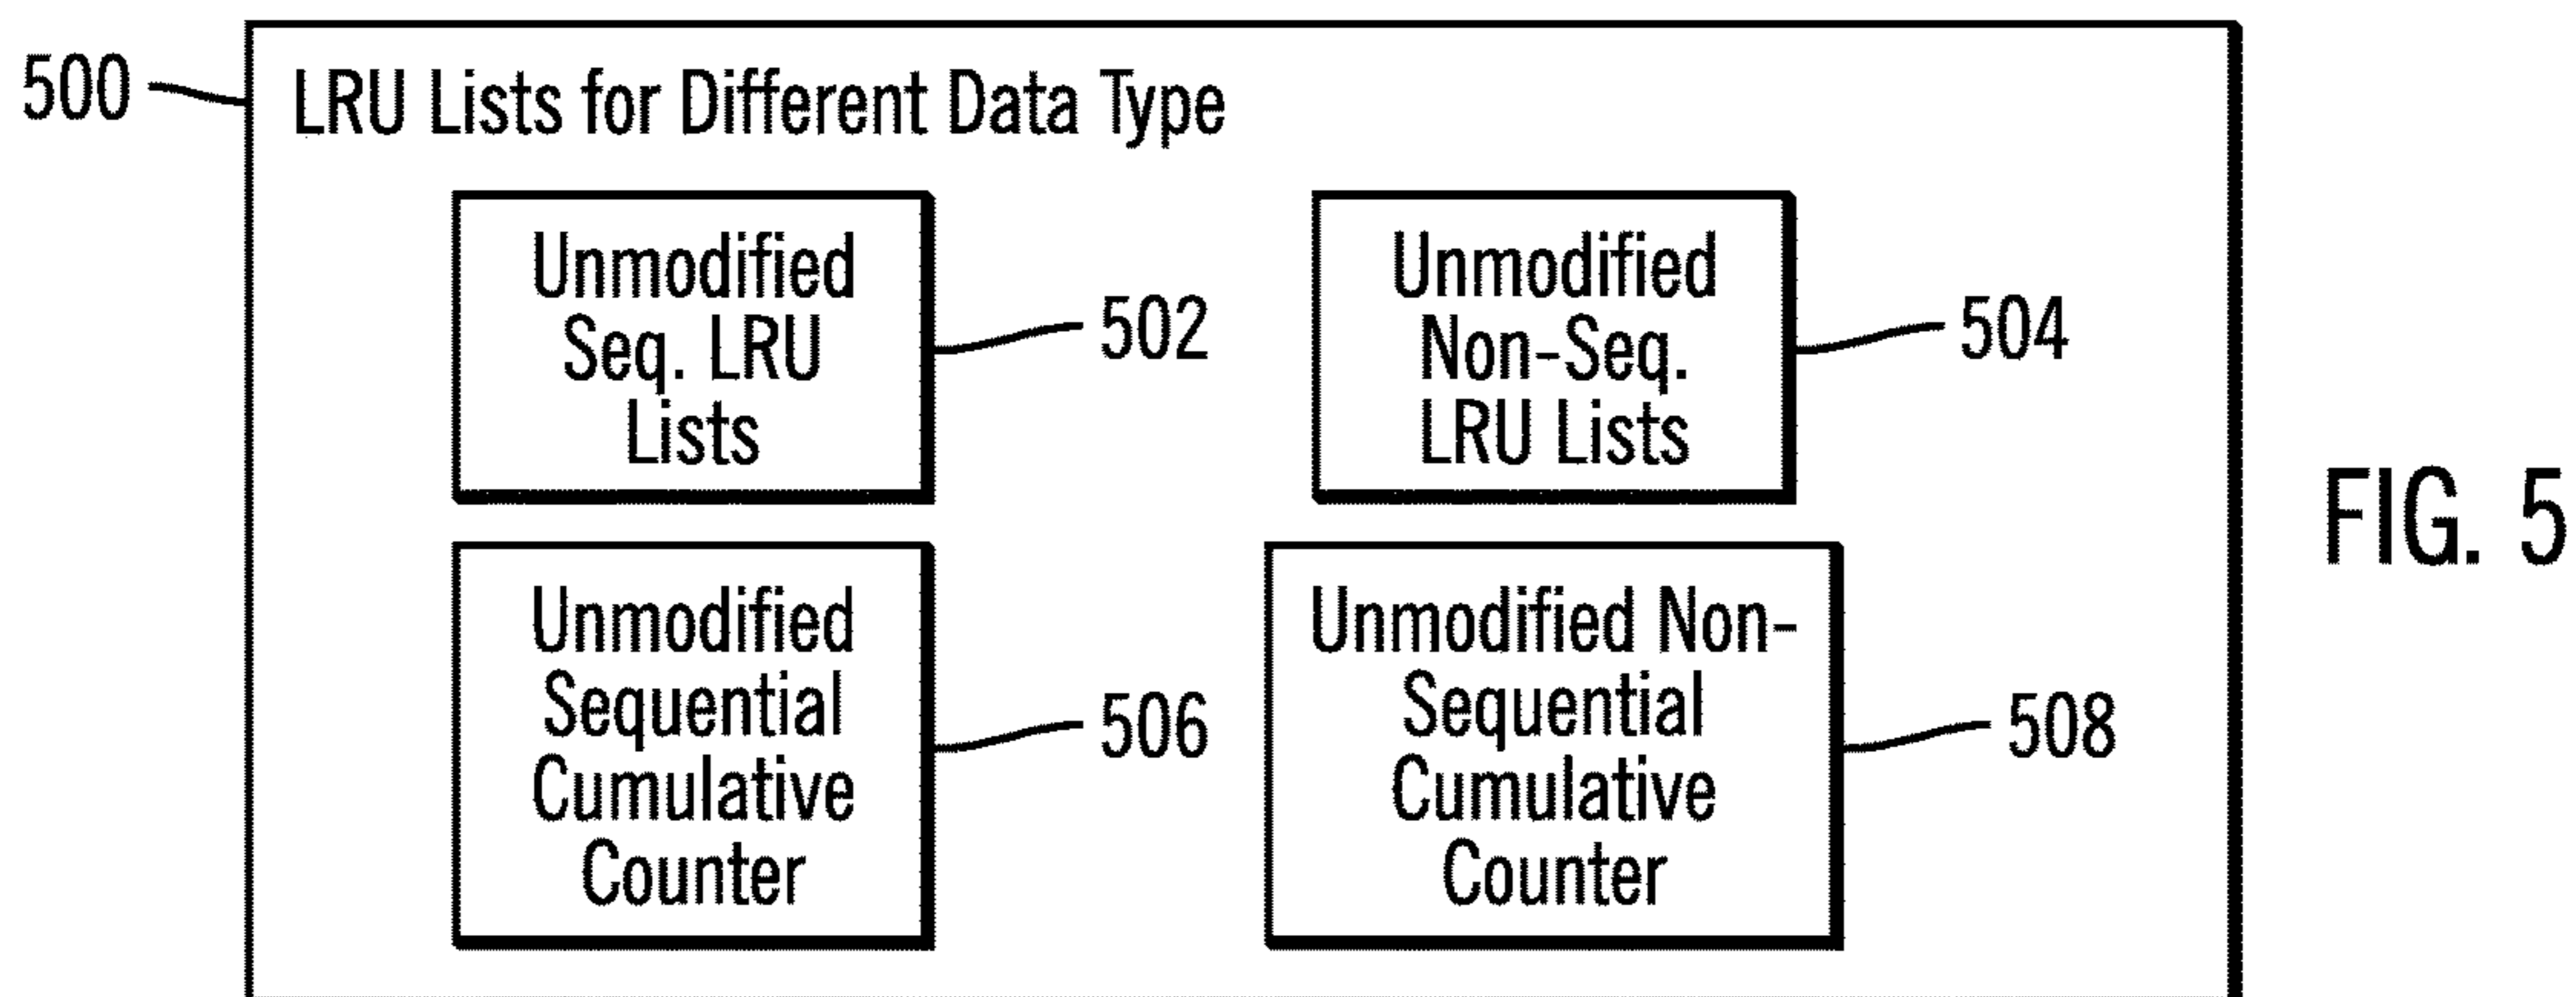 500
LRU Lists for Different Data Type
Unmodified
Seq. LRU
Lists
502
Unmodified
Non-Seq.
LRU Lists
504
Unmodified
Sequential
Cumulative
Counter
506
Unmodified Non-
Sequential
Cumulative
Counter
508
FIG. 5